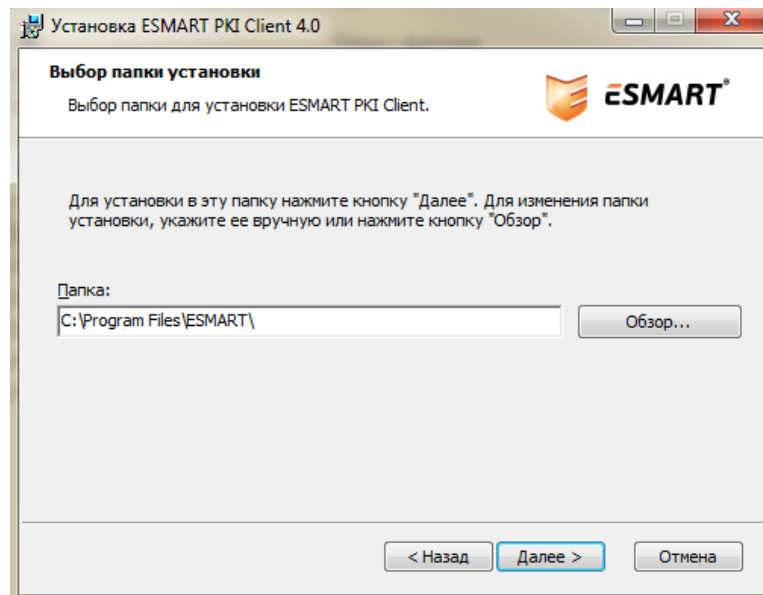 Установка ESMART PKI Client 4.0
Выбор папки установки
Выбор папки для установки ESMART PKI Client.
ESMART®
Для установки в эту папку нажмите кнопку "Далее". Для изменения папки
установки, укажите ее вручную или нажмите кнопку "Обзор".
Папка:
C:\Program Files\ESMART\
Обзор...
< Назад
Далее >
Отмена